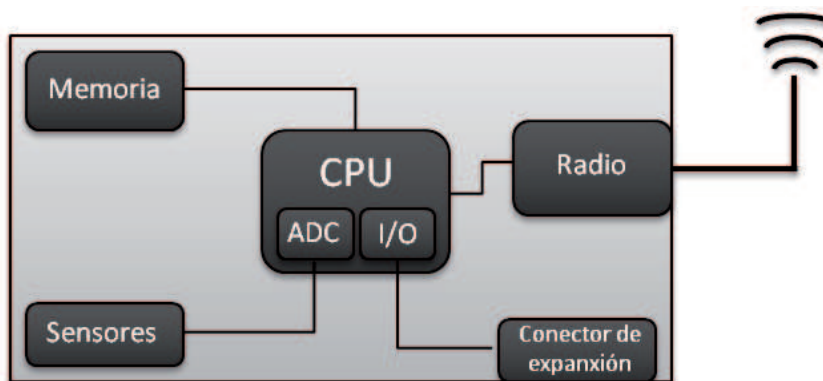 Memoria
CPU
Radio
ADC
I/O
Sensores
Conector de
expanxión